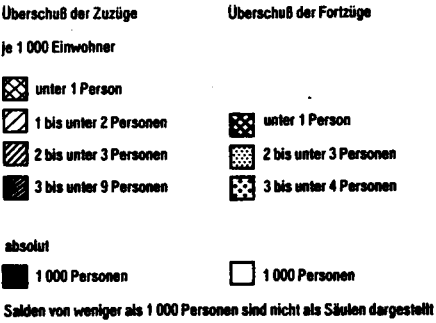 Überschuß der Zuzüge
Überschuß der Fortzüge
je 1 000 Einwohner
unter 1 Person
1 bis unter 2 Personen
2 bis unter 3 Personen
3 bis unter 9 Personen
unter 1 Person
2 bis unter 3 Personen
3 bis unter 4 Personen
absolut
1 000 Personen
1 000 Personen
Salden von weniger als 1 000 Personen sind nicht als Säulen dargestellt